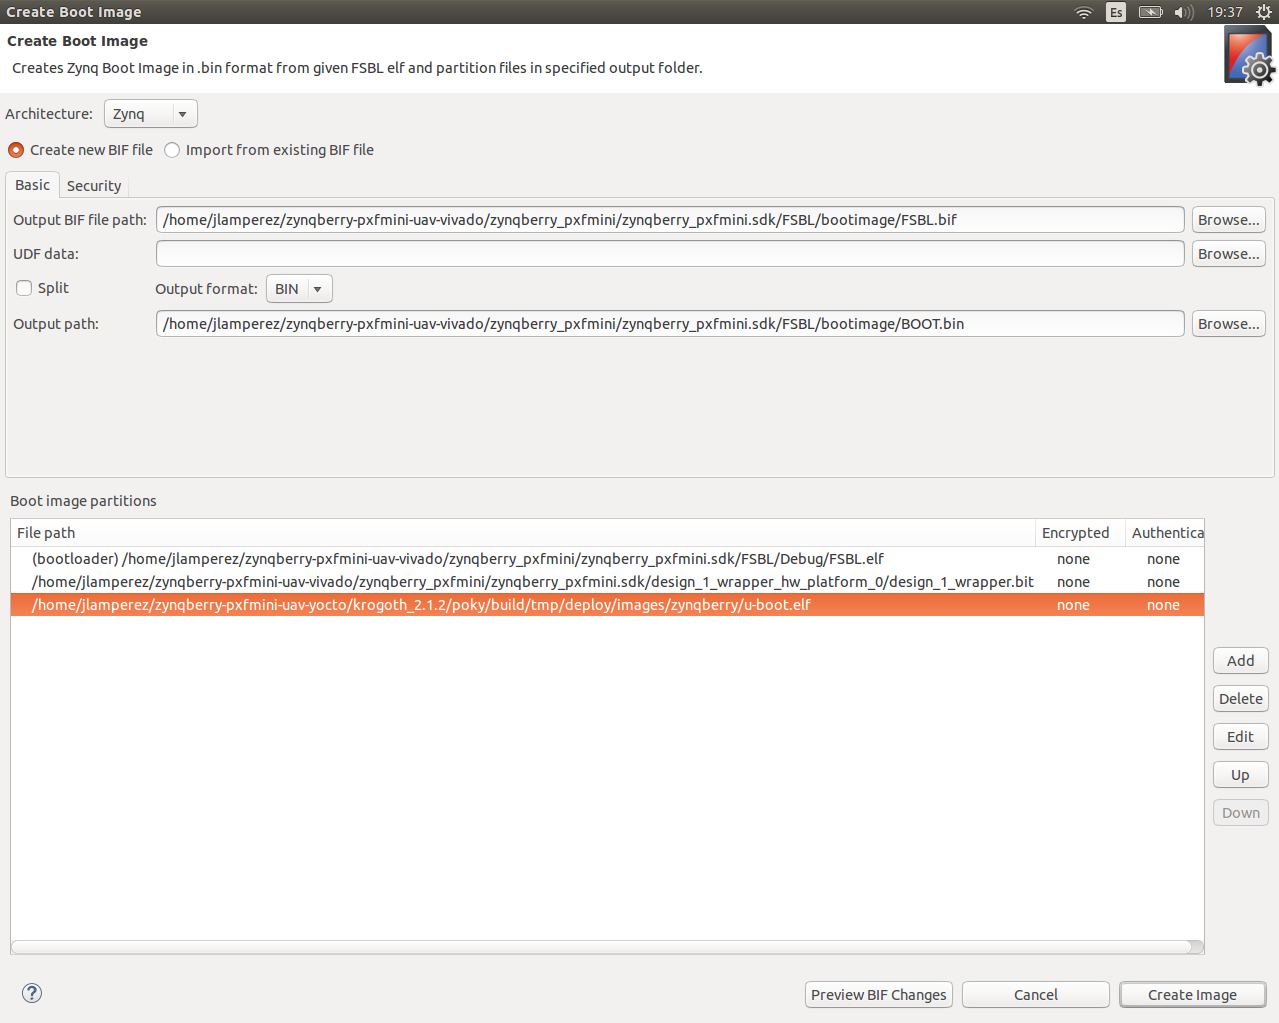 Create Boot Image
Es
19:37
Create Boot Image
Creates Zynq Boot Image in .bin format from given FSBL elf and partition files in specified output folder.
Architecture: Zynq
Create new BIF file Import from existing BIF file
Basic Security
Output BIF file path: /home/jlamperez/zynqberry-pxfmini-uav-vivado/zynqberry_pxfmini/zynqberry_pxfmini.sdk/FSBL/bootimage/FSBL.bif Browse...
UDF data: Browse...
Split Output format: BIN
Output path: /home/jlamperez/zynqberry-pxfmini-uav-vivado/zynqberry_pxfmini/zynqberry_pxfmini.sdk/FSBL/bootimage/BOOT.bin Browse...
Boot image partitions
File path Encrypted Authentica
(bootloader) /home/jlamperez/zynqberry-pxfmini-uav-vivado/zynqberry_pxfmini/zynqberry_pxfmini.sdk/FSBL/Debug/FSBL.elf none none
/home/jlamperez/zynqberry-pxfmini-uav-vivado/zynqberry_pxfmini/zynqberry_pxfmini.sdk/design_1_wrapper_hw_platform_0/design_1_wrapper.bit none none
/home/jlamperez/zynqberry-pxfmini-uav-yocto/krogoth_2.1.2/poky/build/tmp/deploy/images/zynqberry/u-boot.elf none none
Add
Delete
Edit
Up
Down
? Preview BIF Changes Cancel Create Image